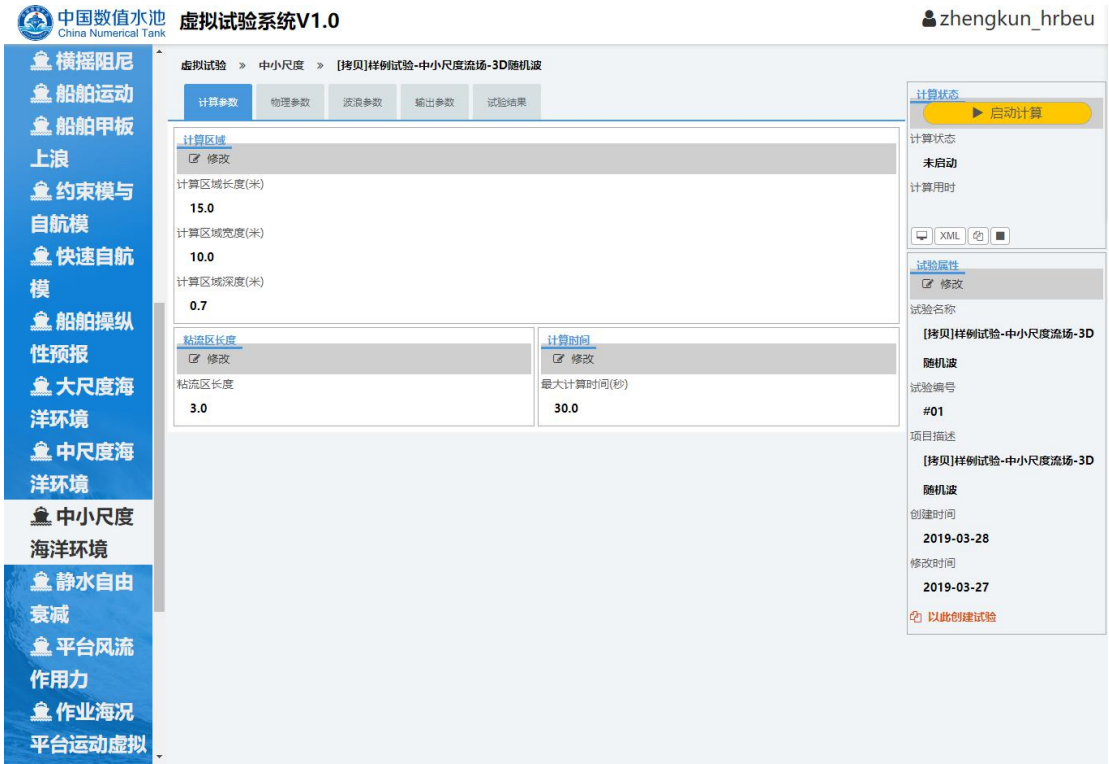 中国数值水池
China Numerical Tank
虚拟试验系统V1.0
zhengkun_hrbeu
横摇阻尼
船舶运动
船舶甲板
上浪
约束模与
自航模
快速自航
模
船舶操纵
性预报
大尺度海
洋环境
中尺度海
洋环境
中小尺度
海洋环境
静水自由
衰减
平台风流
作用力
作业海况
平台运动虚拟
虚拟试验 » 中小尺度 » [拷贝]样例试验-中小尺度流场-3D随机波
计算参数 物理参数 波浪参数 输出参数 试验结果
计算区域
修改
计算区域长度(米)
15.0
计算区域宽度(米)
10.0
计算区域深度(米)
0.7
粘流区长度
修改
粘流区长度
3.0
计算时间
修改
最大计算时间(秒)
30.0
计算状态
启动计算
计算状态
未启动
计算用时
XML
试验属性
修改
试验名称
[拷贝]样例试验-中小尺度流场-3D
随机波
试验编号
#01
项目描述
[拷贝]样例试验-中小尺度流场-3D
随机波
创建时间
2019-03-28
修改时间
2019-03-27
以此创建试验